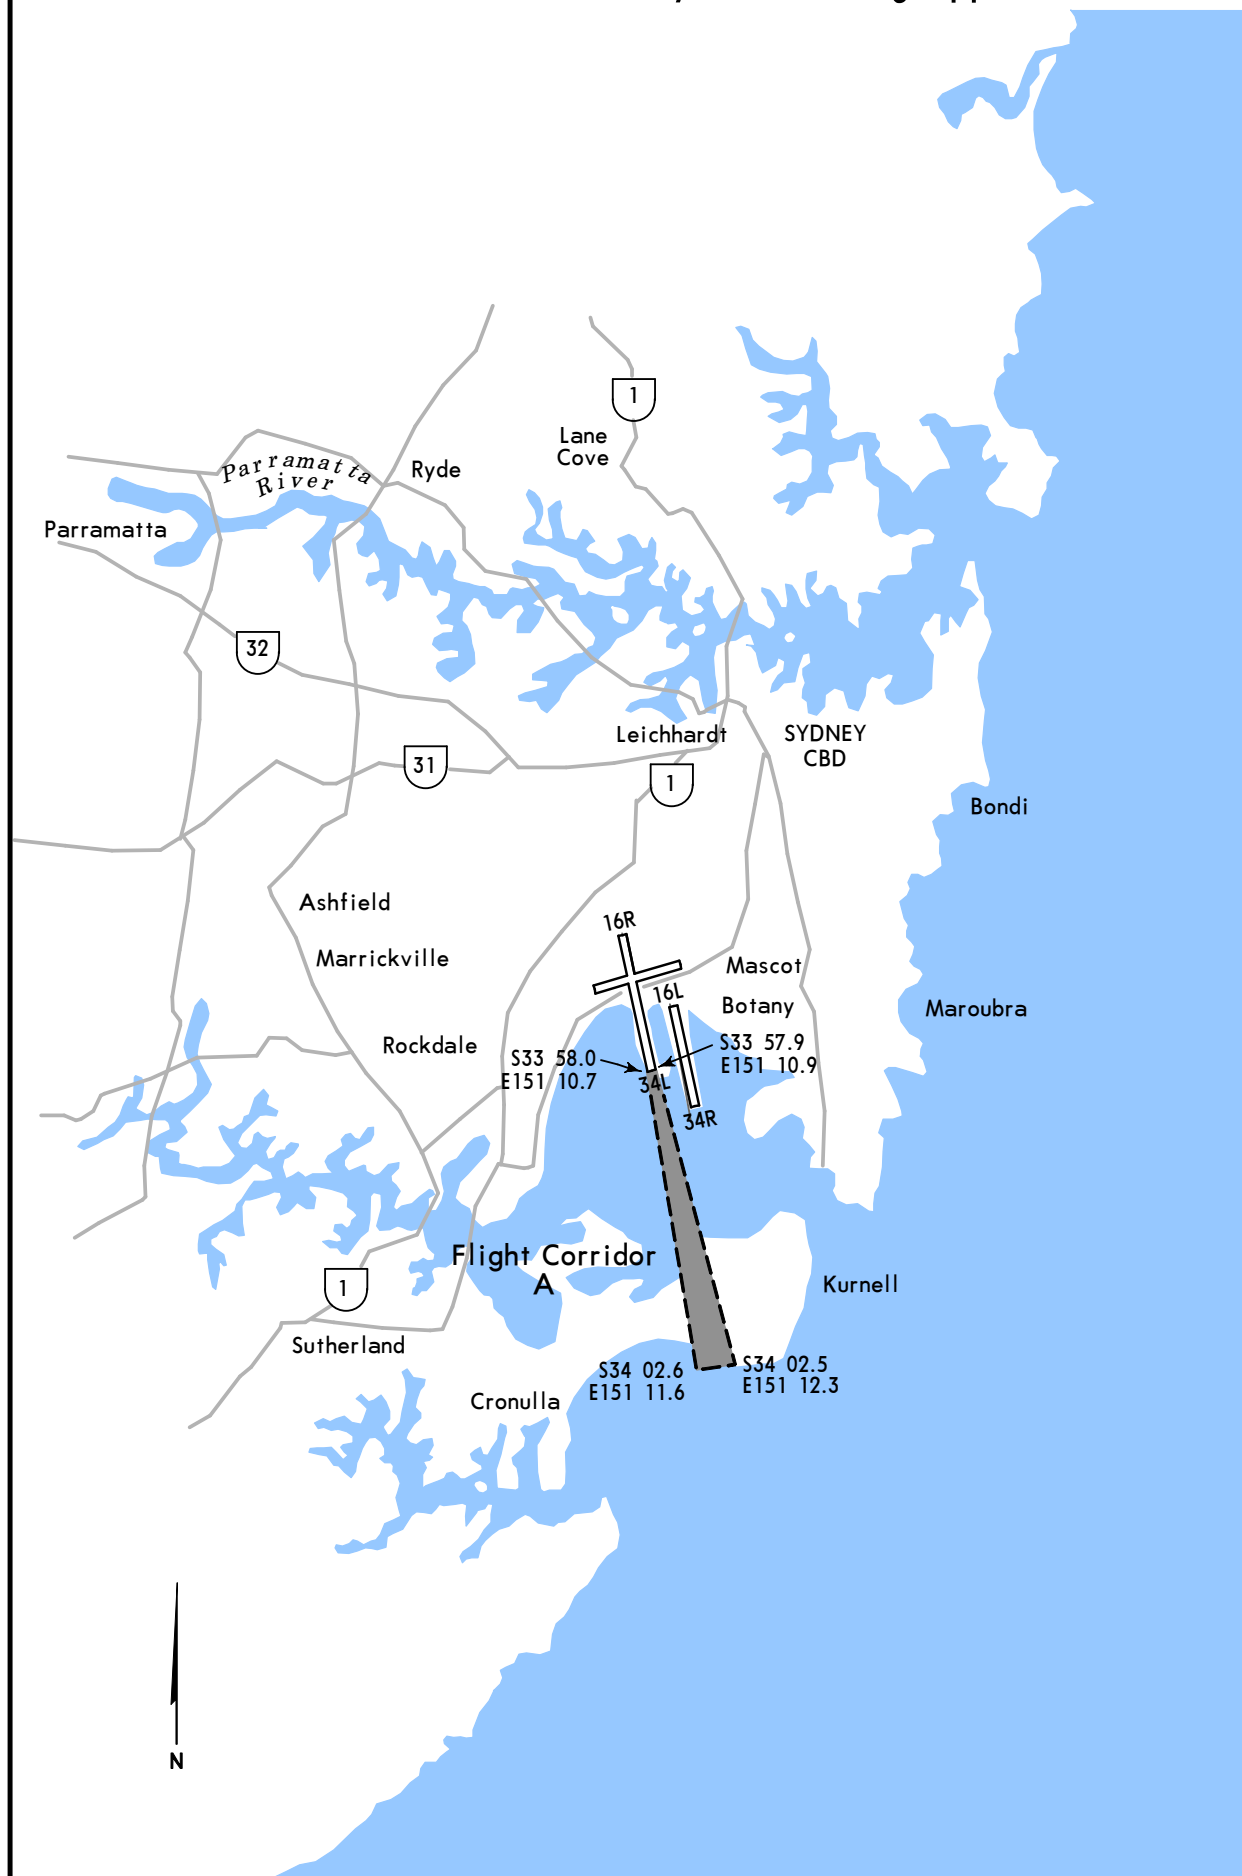 1
Lane
Cove
Parramatta
River
Ryde
Parramatta
32
Leichhardt
SYDNEY
CBD
31
1
Bondi
Ashfield
16R
Marrickville
Mascot
16L
Botany
Maroubra
Rockdale
S33 57.9
E151 10.9
S33 58.0
E151 10.7
34L
34R
Flight Corridor
A
Kurnell
1
Sutherland
S34 02.6
E151 11.6
S34 02.5
E151 12.3
Cronulla
N